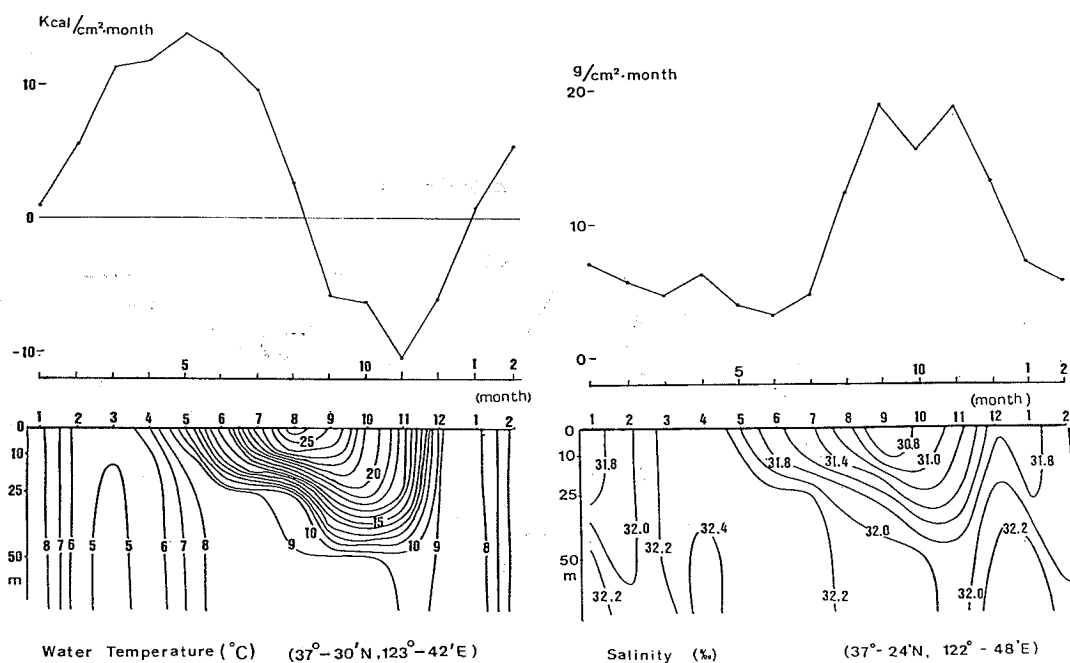 Kcal/cm²·month
10
0
-10
5 10 1 2
(month)
1 2 3 4 5 6 7 8 9 10 11 12 1 2
0
10
25
50
m
25
20
15
10
10
9
9
8 7 6 5 5 6 7 8 8
Water Temperature (°C) (37°-30'N, 123°-42'E)
g/cm²·month
20
10
0
5 10 1 2
(month)
1 2 3 4 5 6 7 8 9 10 11 12 1 2
0
10
25
50
m
30.8
31.8 31.8 31.4 31.0 31.8
32.0 32.2 32.4 32.0 32.2
32.2 32.2 32.0
Salinity (‰) (37°-24'N, 122°-48'E)